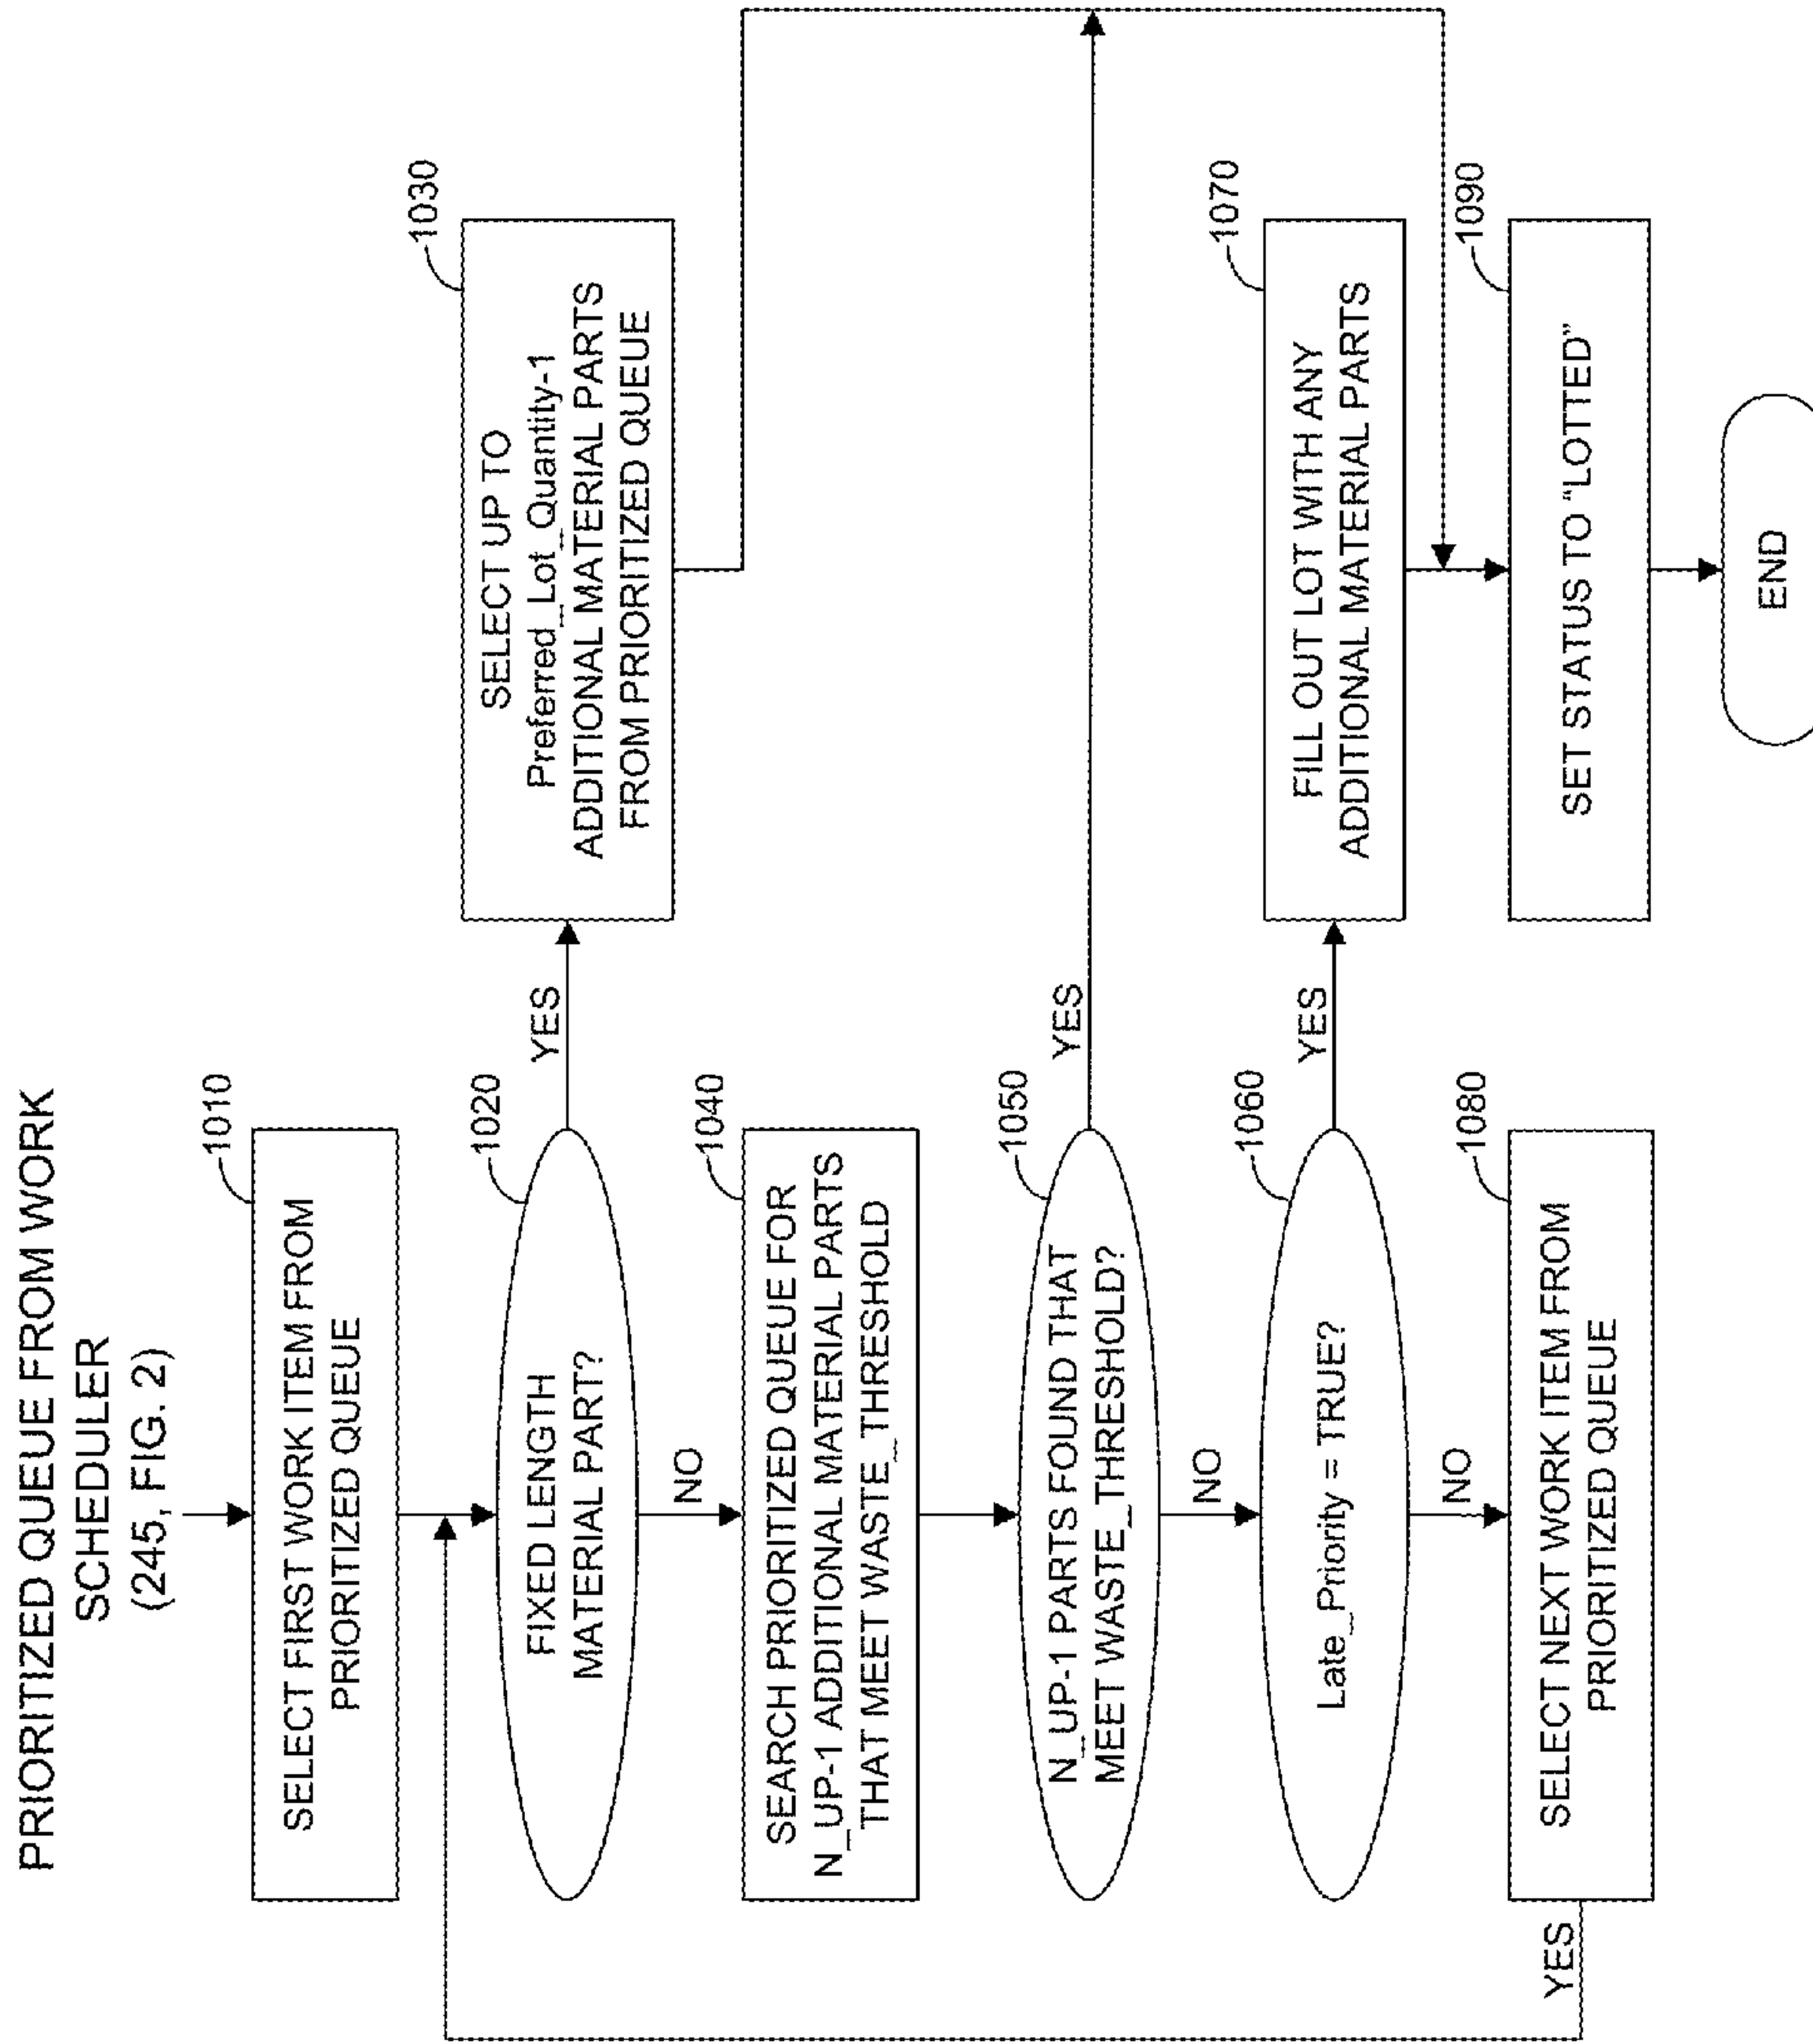 PRIORITIZED QUEUE FROM WORK
SCHEDULER
(245, FIG. 2)
1010
SELECT FIRST WORK ITEM FROM
PRIORITIZED QUEUE
1020
FIXED LENGTH
MATERIAL PART?
YES
1030
SELECT UP TO
Preferred_Lot_Quantity-1
ADDITIONAL MATERIAL PARTS
FROM PRIORITIZED QUEUE
NO
1040
SEARCH PRIORITIZED QUEUE FOR
N_UP-1 ADDITIONAL MATERIAL PARTS
THAT MEET WASTE_THRESHOLD
1050
N_UP-1 PARTS FOUND THAT
MEET WASTE_THRESHOLD?
YES
NO
1060
Late_Priority = TRUE?
YES
1070
FILL OUT LOT WITH ANY
ADDITIONAL MATERIAL PARTS
NO
1080
SELECT NEXT WORK ITEM FROM
PRIORITIZED QUEUE
YES
1090
SET STATUS TO "LOTTED"
END